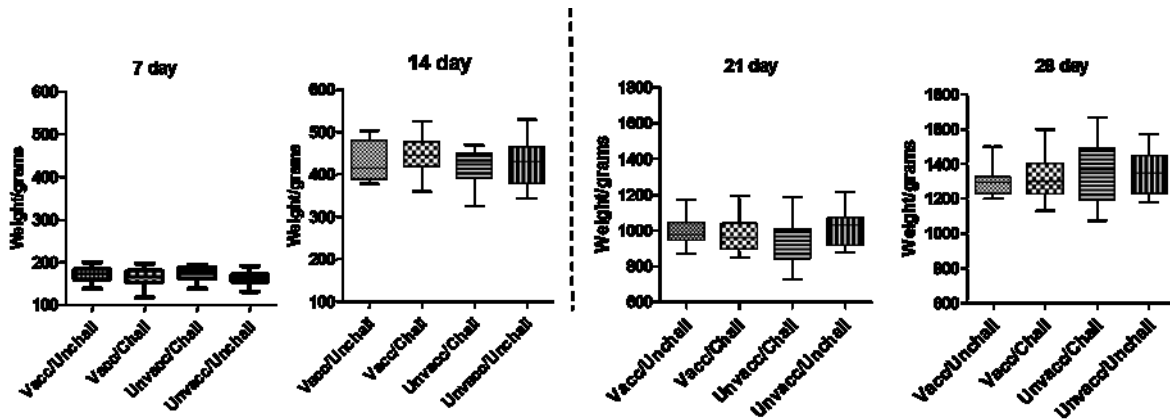 7 day
Weight/grams
600
500
400
300
200
100
Vacc/Unchall
Vacc/Chall
Unvacc/Chall
Unvacc/Unchall
14 day
Weight/grams
600
500
400
300
200
100
Vacc/Unchall
Vacc/Chall
Unvacc/Chall
Unvacc/Unchall
21 day
Weight/grams
1800
1600
1400
1200
1000
800
600
Vacc/Unchall
Vacc/Chall
Unvacc/Chall
Unvacc/Unchall
28 day
Weight/grams
1800
1600
1400
1200
1000
800
600
Vacc/Unchall
Vacc/Chall
Unvacc/Chall
Unvacc/Unchall